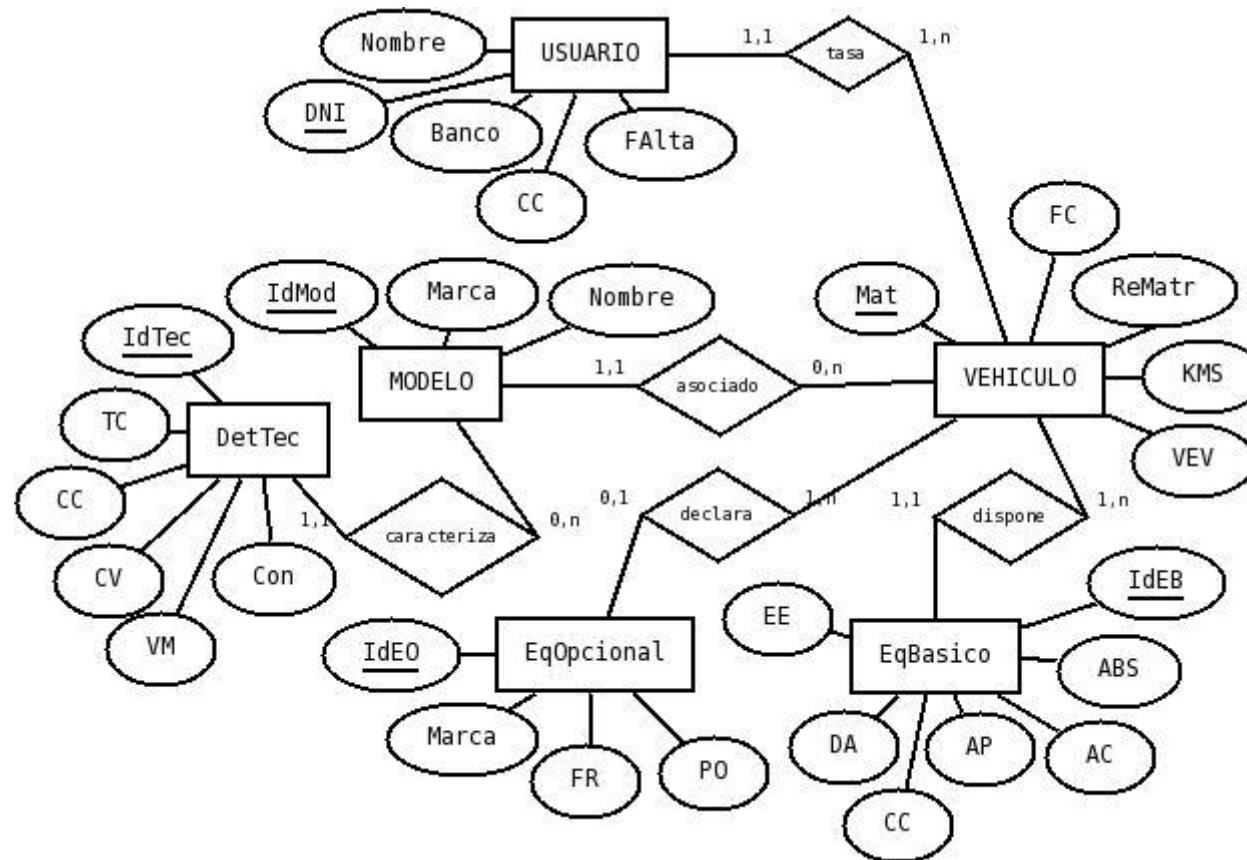 Nombre
USUARIO
1,1
tasa
1,n
DNI
Banco
FAlta
CC
FC
IdMod
Marca
Nombre
Mat
ReMatr
IdTec
MODELO
1,1
asociado
0,n
VEHICULO
KMS
TC
DetTec
VEV
CC
0,1
declara
1,n
1,1
dispone
1,n
1,1
caracteriza
0,n
CV
Con
IdEB
VM
EE
IdEO
EqOpcional
EqBasico
ABS
Marca
FR
PO
DA
AP
AC
CC